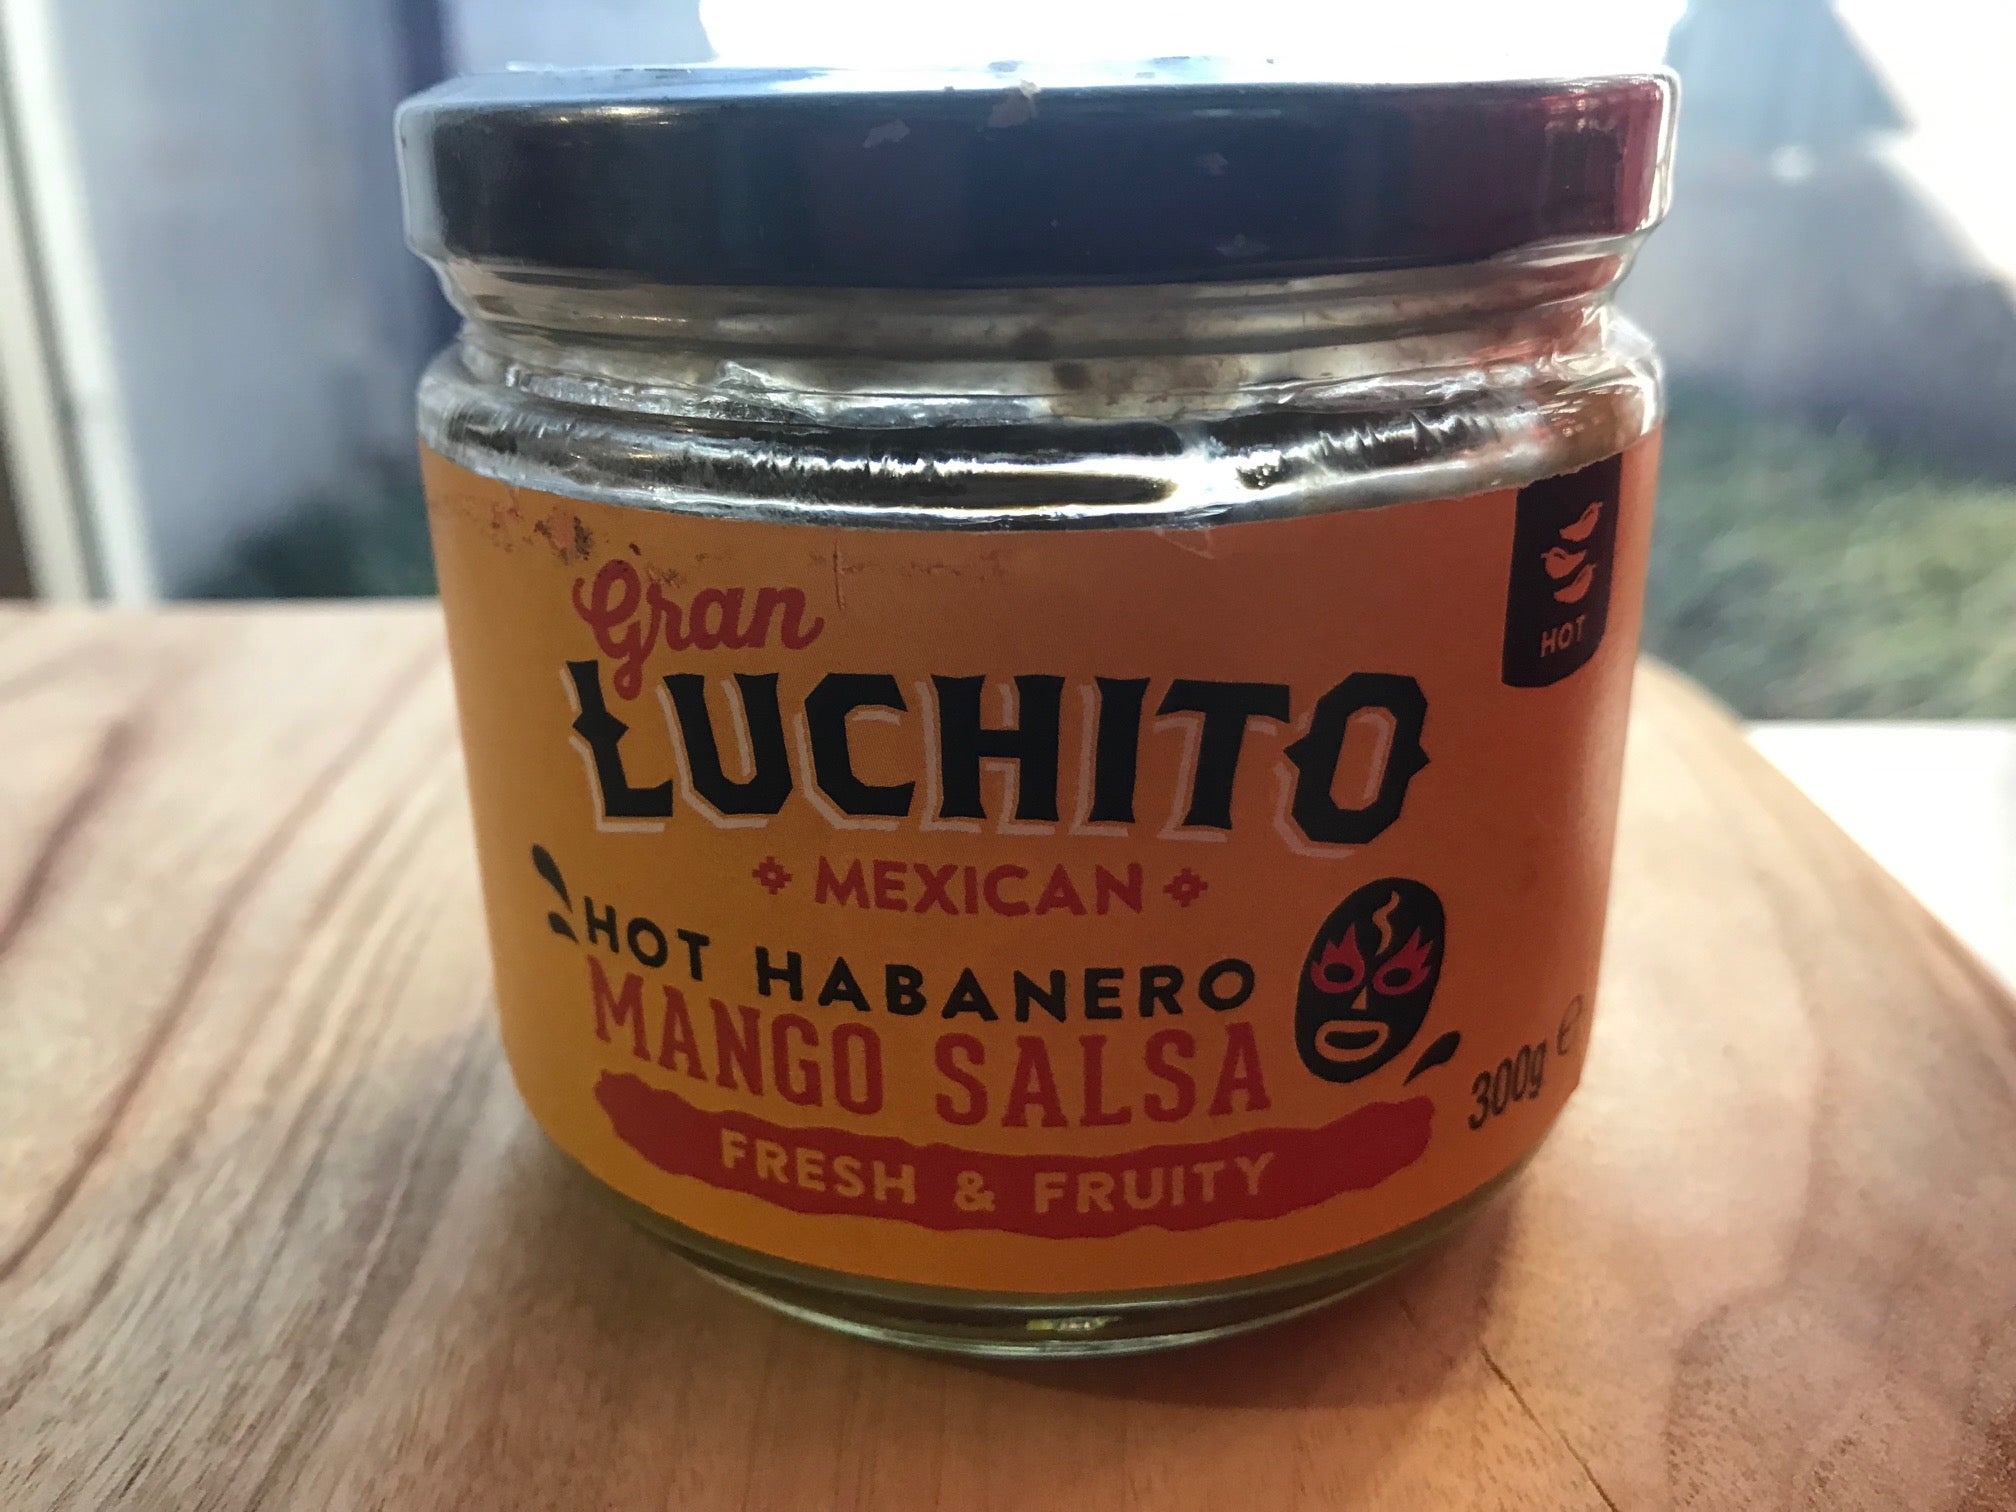 Gran
LUCHITO
MEXICAN
HOT HABANERO
MANGO SALSA
FRESH & FRUITY
300g e
HOT